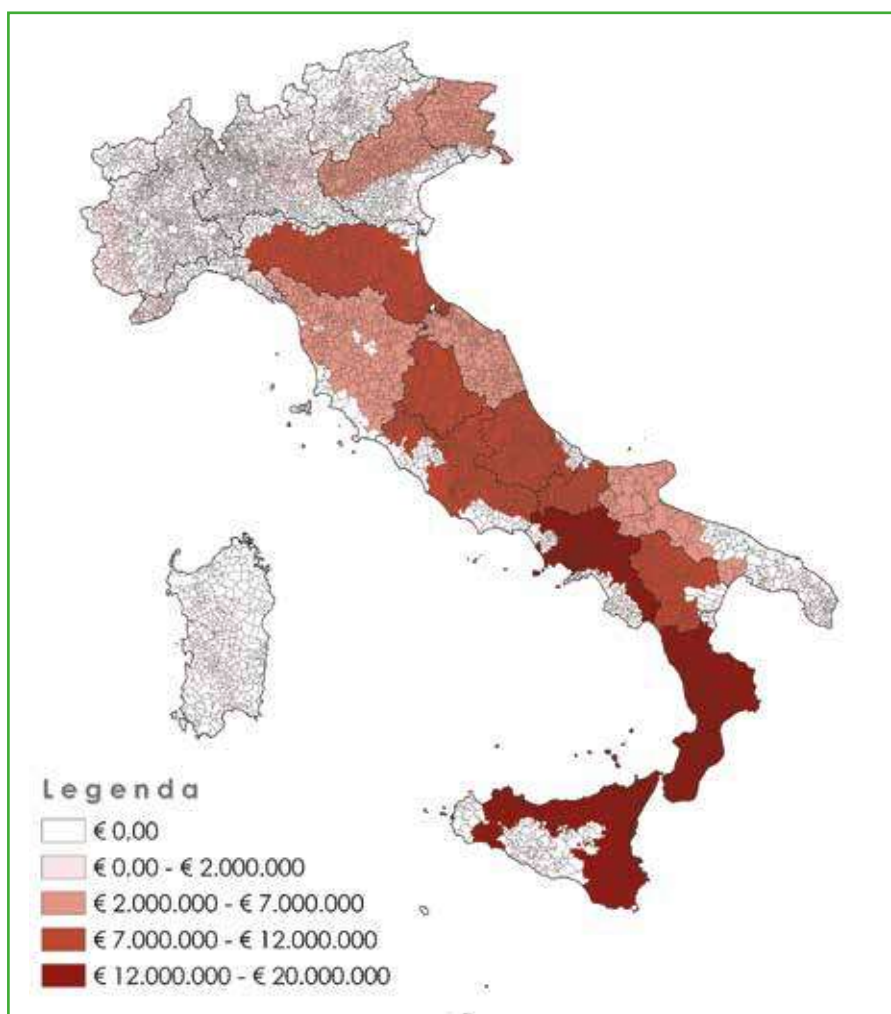 Legenda
€ 0,00
€ 0,00 - € 2.000.000
€ 2.000.000 - € 7.000.000
€ 7.000.000 - € 12.000.000
€ 12.000.000 - € 20.000.000